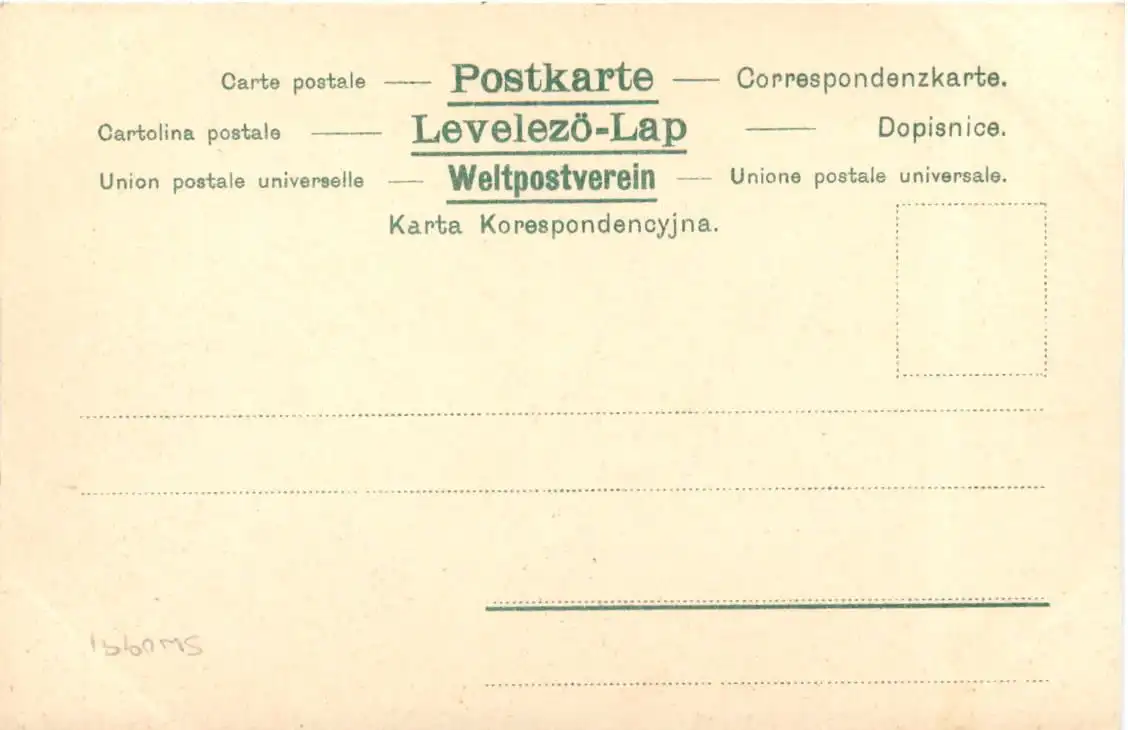 Carte postale — Postkarte — Correspondenzkarte.
Cartolina postale — Levelező-Lap — Dopisnice.
Union postale universelle — Weltpostverein — Unione postale universale.
Karta Korespondencyjna.